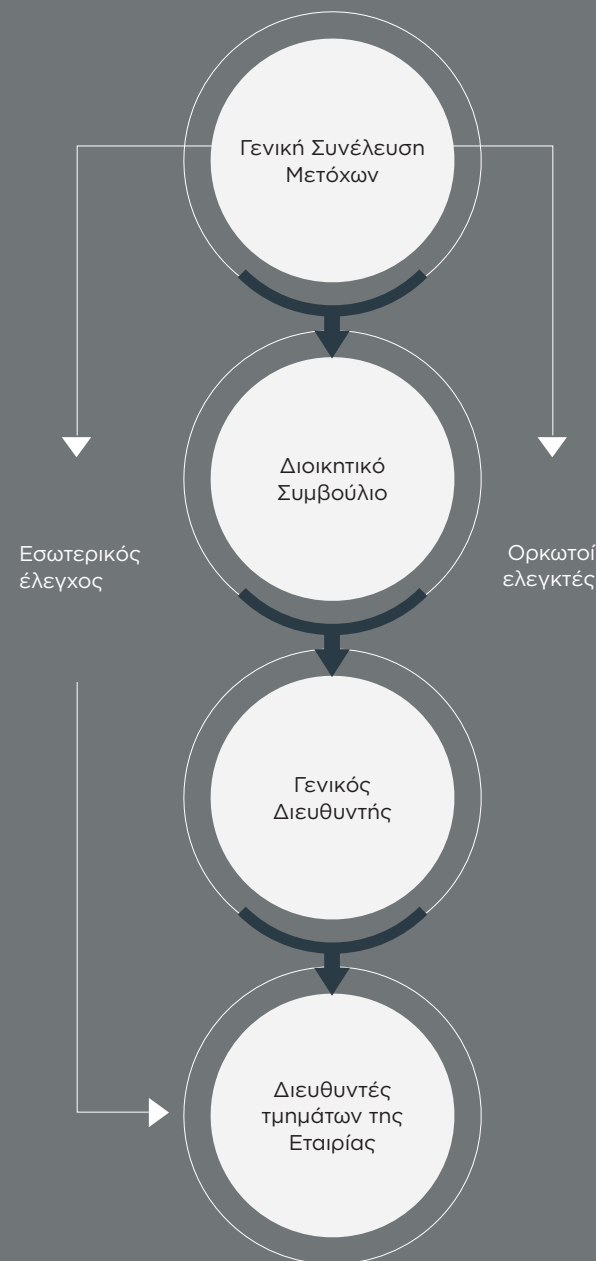 Γενική Συνέλευση
Μετόχων
Διοικητικό
Συμβούλιο
Εσωτερικός
έλεγχος
Ορκωτοί
ελεγκτές
Γενικός
Διευθυντής
Διευθυντές
τμημάτων της
Εταιρίας